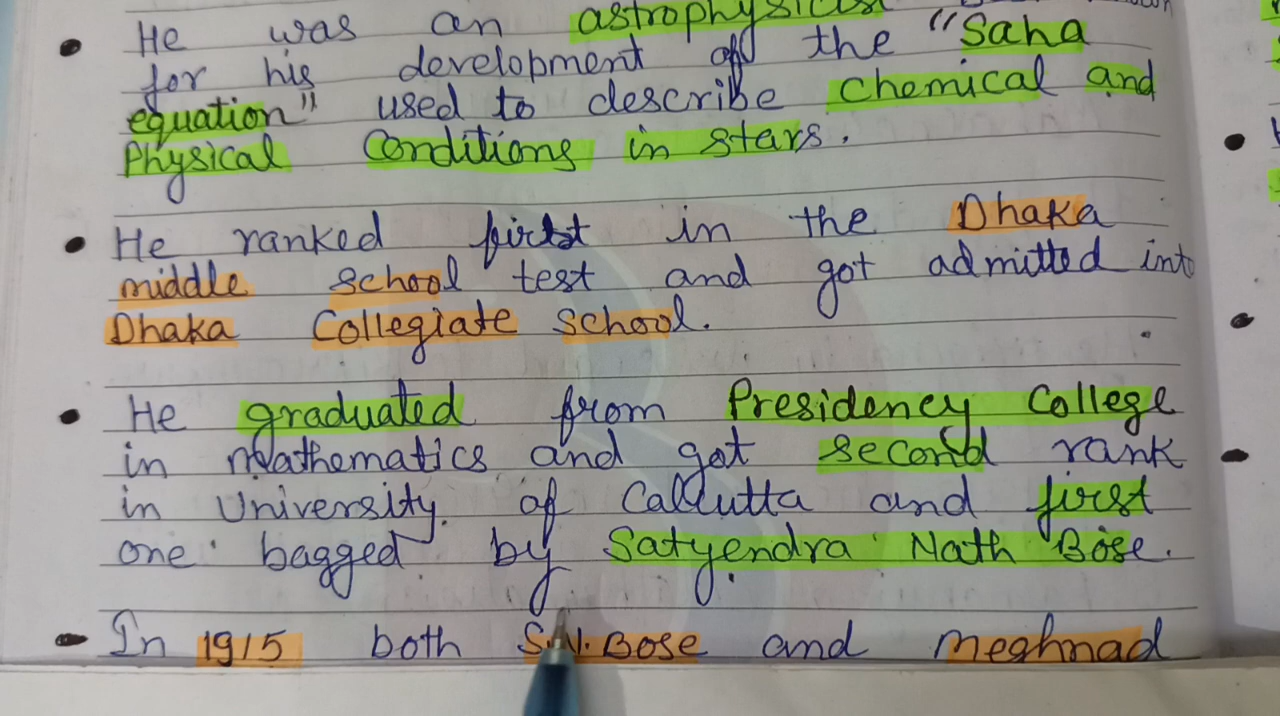 He was an astrophysicist
for his development of the "Saha
equation" used to describe chemical and
Physical Conditions in stars.
He ranked first in the Dhaka
middle school test and got admitted into
Dhaka Collegiate School.
He graduated from Presidency College
in mathematics and got second rank
in University of Calcutta and first
one bagged by Satyendra Nath Bose.
In 1915 both S.N. Bose and Meghnad